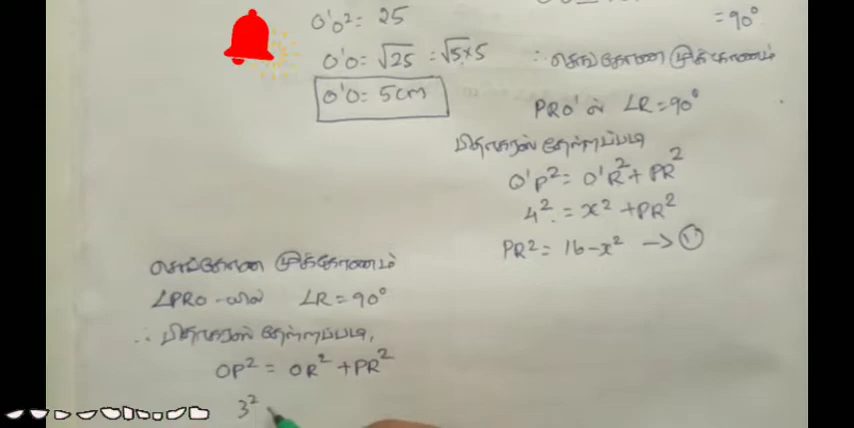 O'O² = 25
= 90°
O'O = √25 = √5×5
∴ செங்கோண முக்கோணம்
O'O = 5cm
PRO' ல் ∠R = 90°
பிதாகரஸ் தேற்றப்படி
O'P² = O'R² + PR²
4² = x² + PR²
PR² = 16 - x² → ①
செங்கோண முக்கோணம்
∠PRO - யில் ∠R = 90°
∴ பிதாகரஸ் தேற்றப்படி,
OP² = OR² + PR²
3²